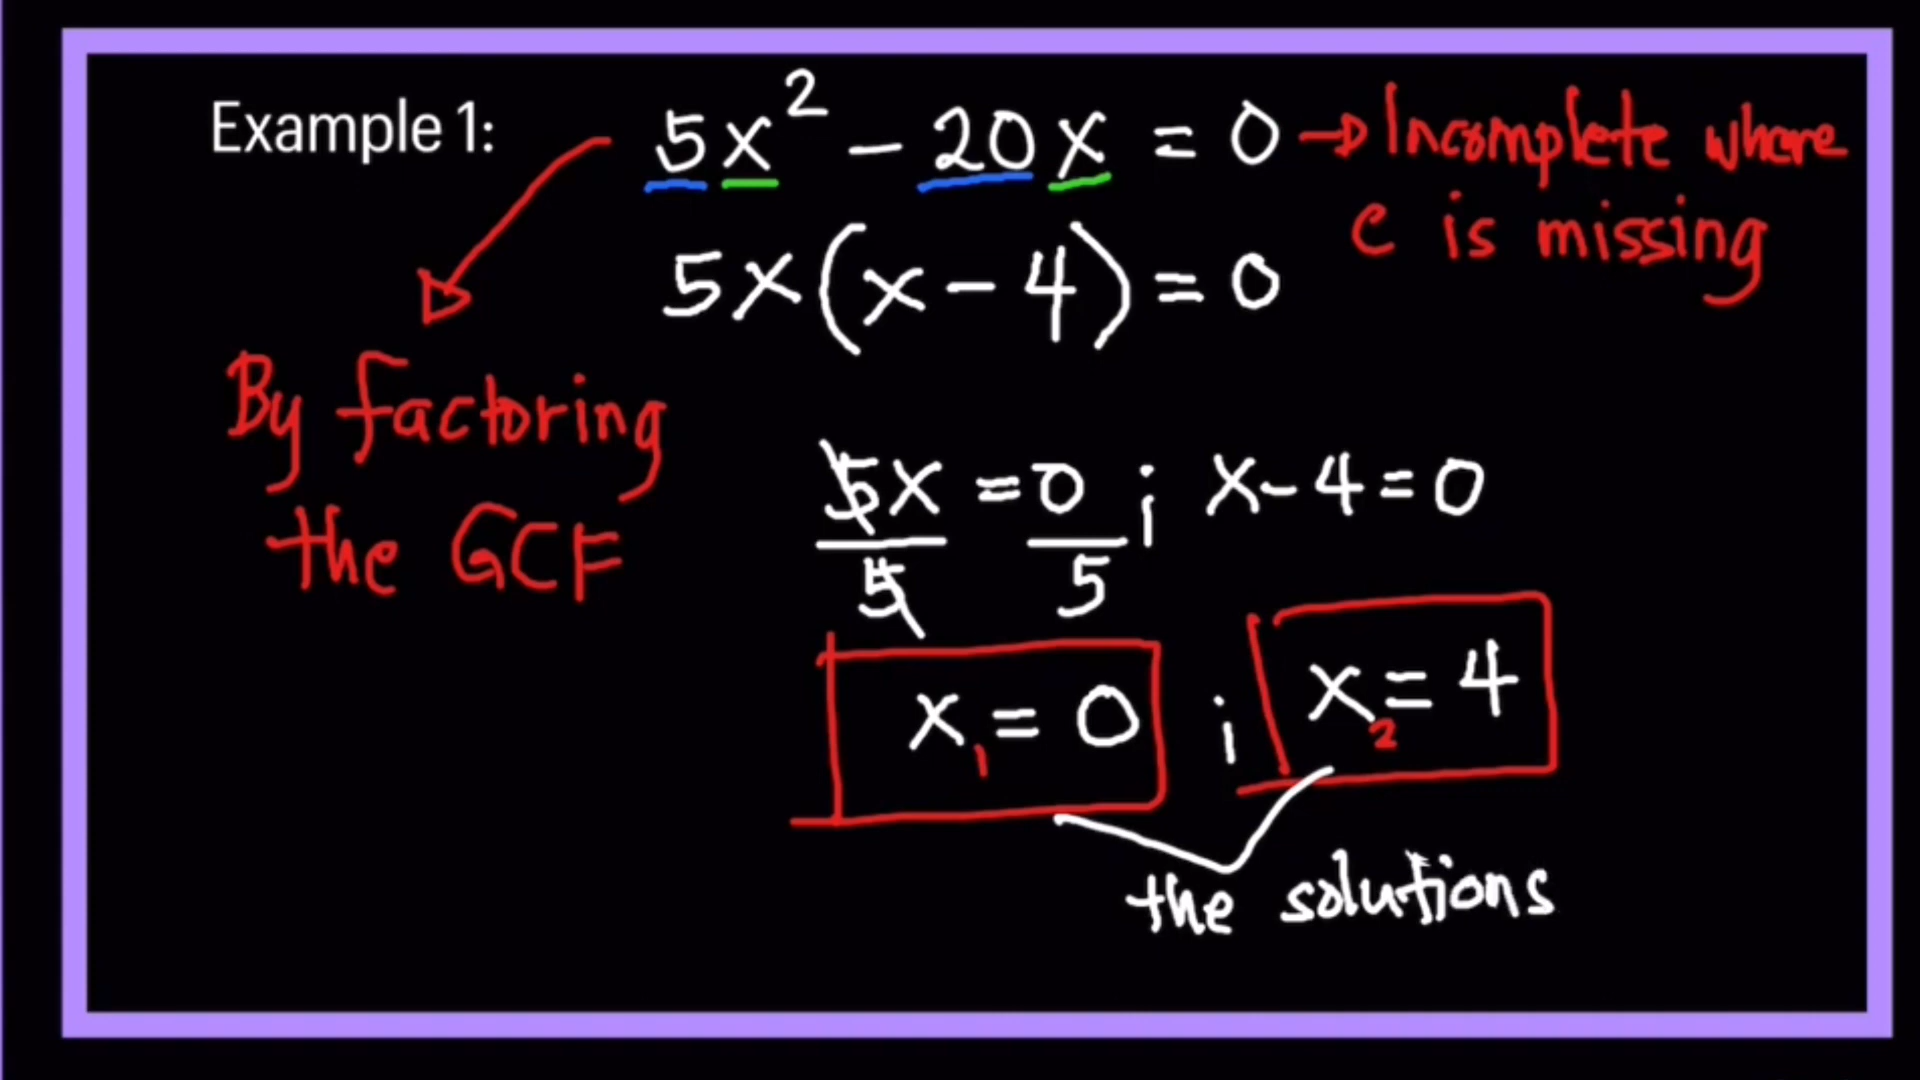 Example 1: 5x² - 20x = 0 → Incomplete where
c is missing
5x(x - 4) = 0
By factoring
the GCF
5x/5 = 0/5 ; x - 4 = 0
x₁ = 0 ; x₂ = 4
the solutions